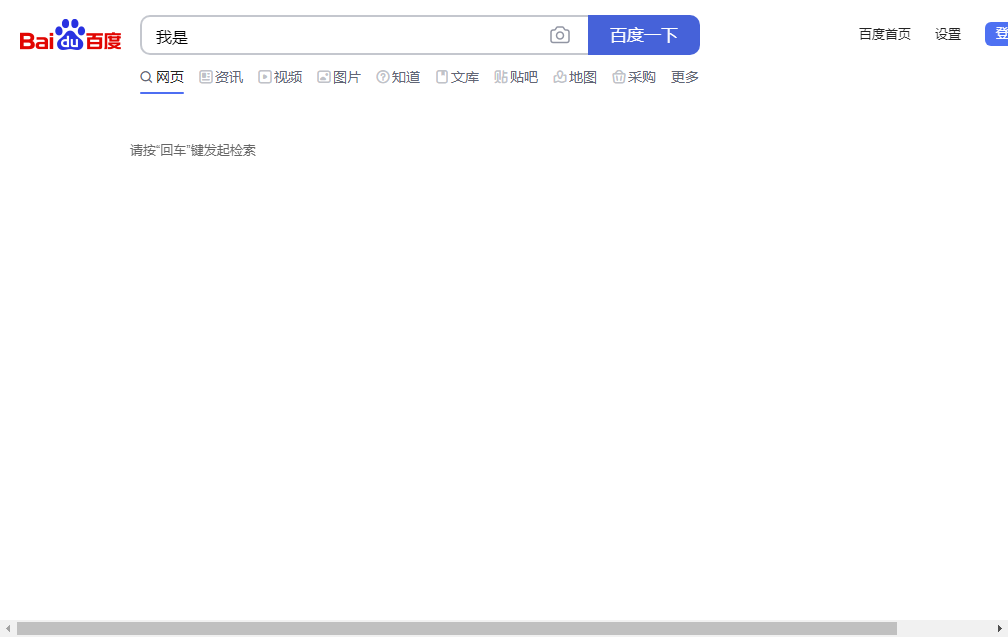 Bai du 百度 我是 百度一下 百度首页 设置 登
网页 资讯 视频 图片 知道 文库 贴吧 地图 采购 更多
请按“回车”键发起检索